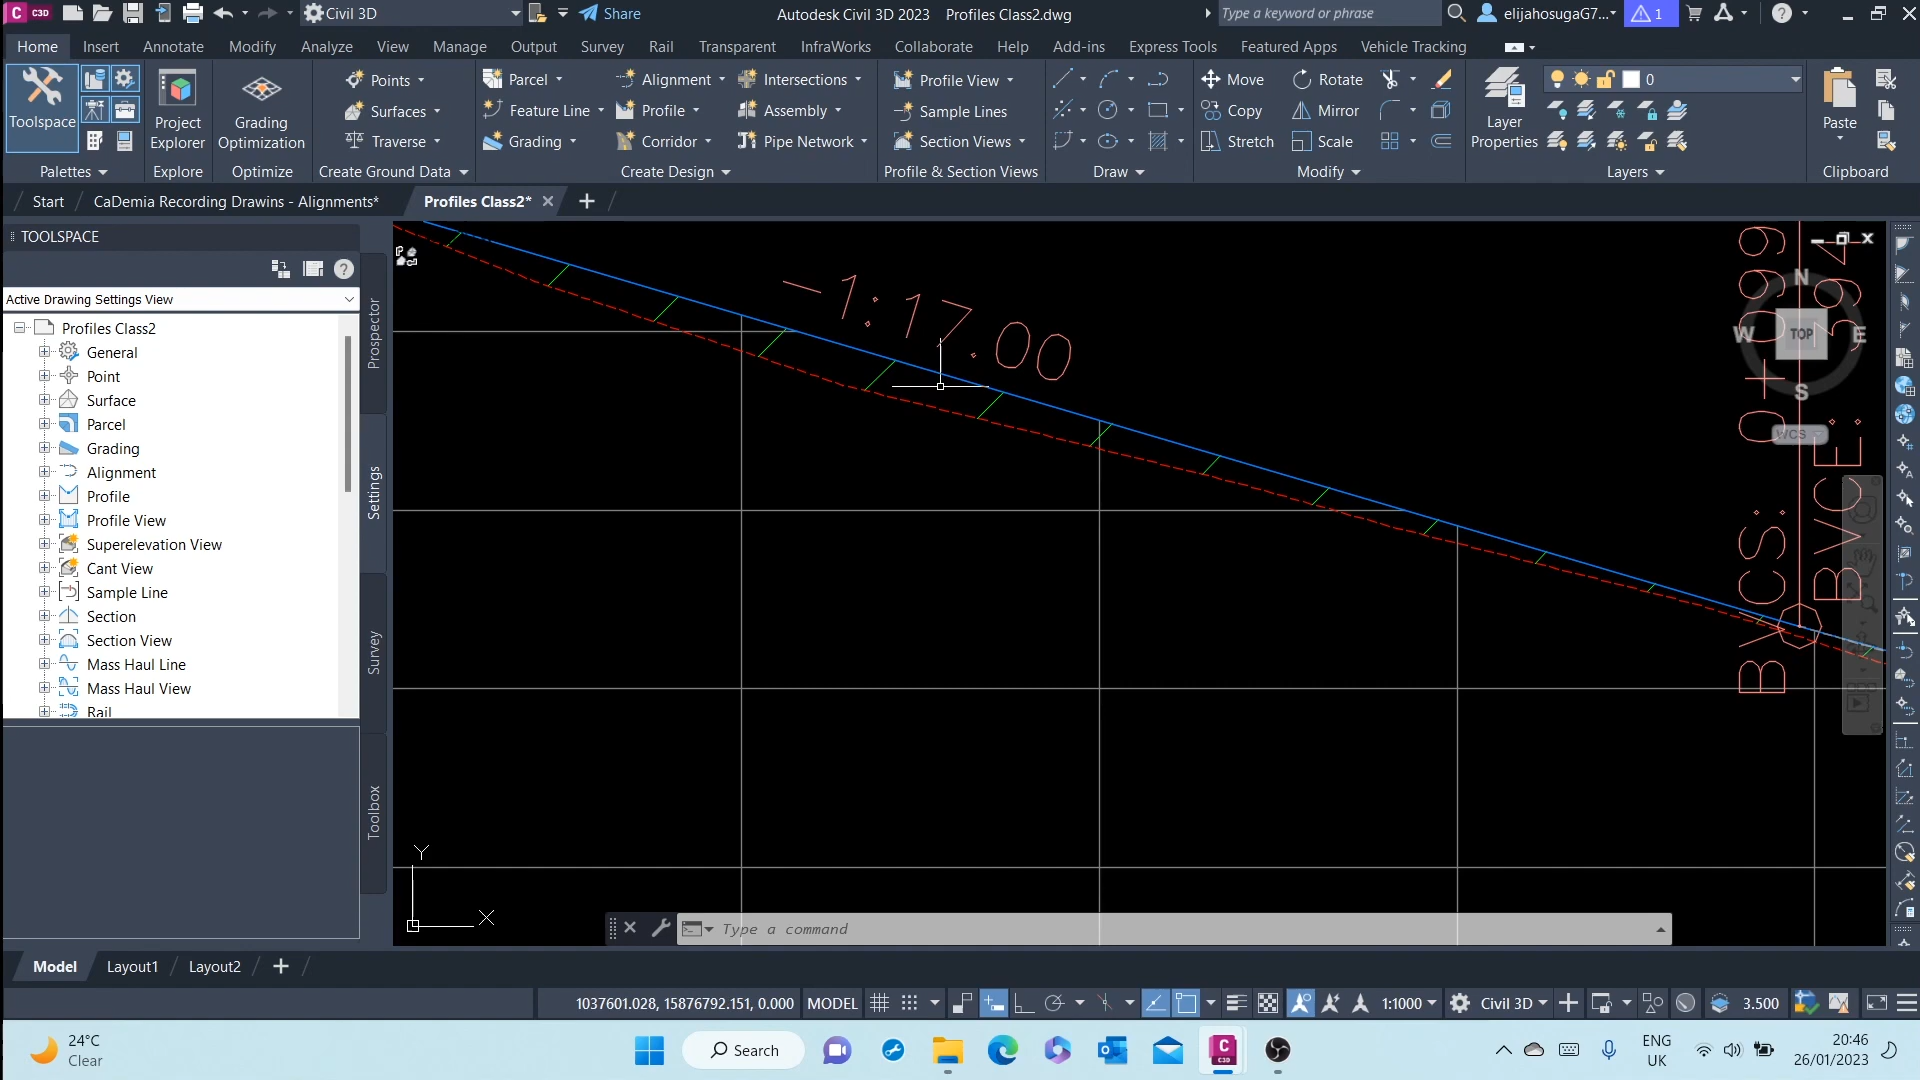 C3D
Civil 3D
Share
Autodesk Civil 3D 2023 Profiles Class2.dwg
Type a keyword or phrase
elijahosugaG7...
1
Home
Insert
Annotate
Modify
Analyze
View
Manage
Output
Survey
Rail
Transparent
InfraWorks
Collaborate
Help
Add-ins
Express Tools
Featured Apps
Vehicle Tracking
Toolspace
Project Explorer
Grading Optimization
Points
Surfaces
Traverse
Parcel
Feature Line
Grading
Alignment
Profile
Corridor
Intersections
Assembly
Pipe Network
Profile View
Sample Lines
Section Views
Move
Copy
Stretch
Rotate
Mirror
Scale
Layer Properties
0
Paste
Palettes
Explore
Optimize
Create Ground Data
Create Design
Profile & Section Views
Draw
Modify
Layers
Clipboard
Start
CaDemia Recording Drawins - Alignments*
Profiles Class2*
TOOLSPACE
Active Drawing Settings View
Profiles Class2
General
Point
Surface
Parcel
Grading
Alignment
Profile
Profile View
Superelevation View
Cant View
Sample Line
Section
Section View
Mass Haul Line
Mass Haul View
Rail
Prospector
Settings
Survey
Toolbox
-1:17.00
N
W
TOP
E
S
WCS
Y
X
Type a command
Model
Layout1
Layout2
1037601.028, 15876792.151, 0.000
MODEL
1:1000
Civil 3D
3.500
24°C
Clear
Search
C3D
ENG
UK
20:46
26/01/2023